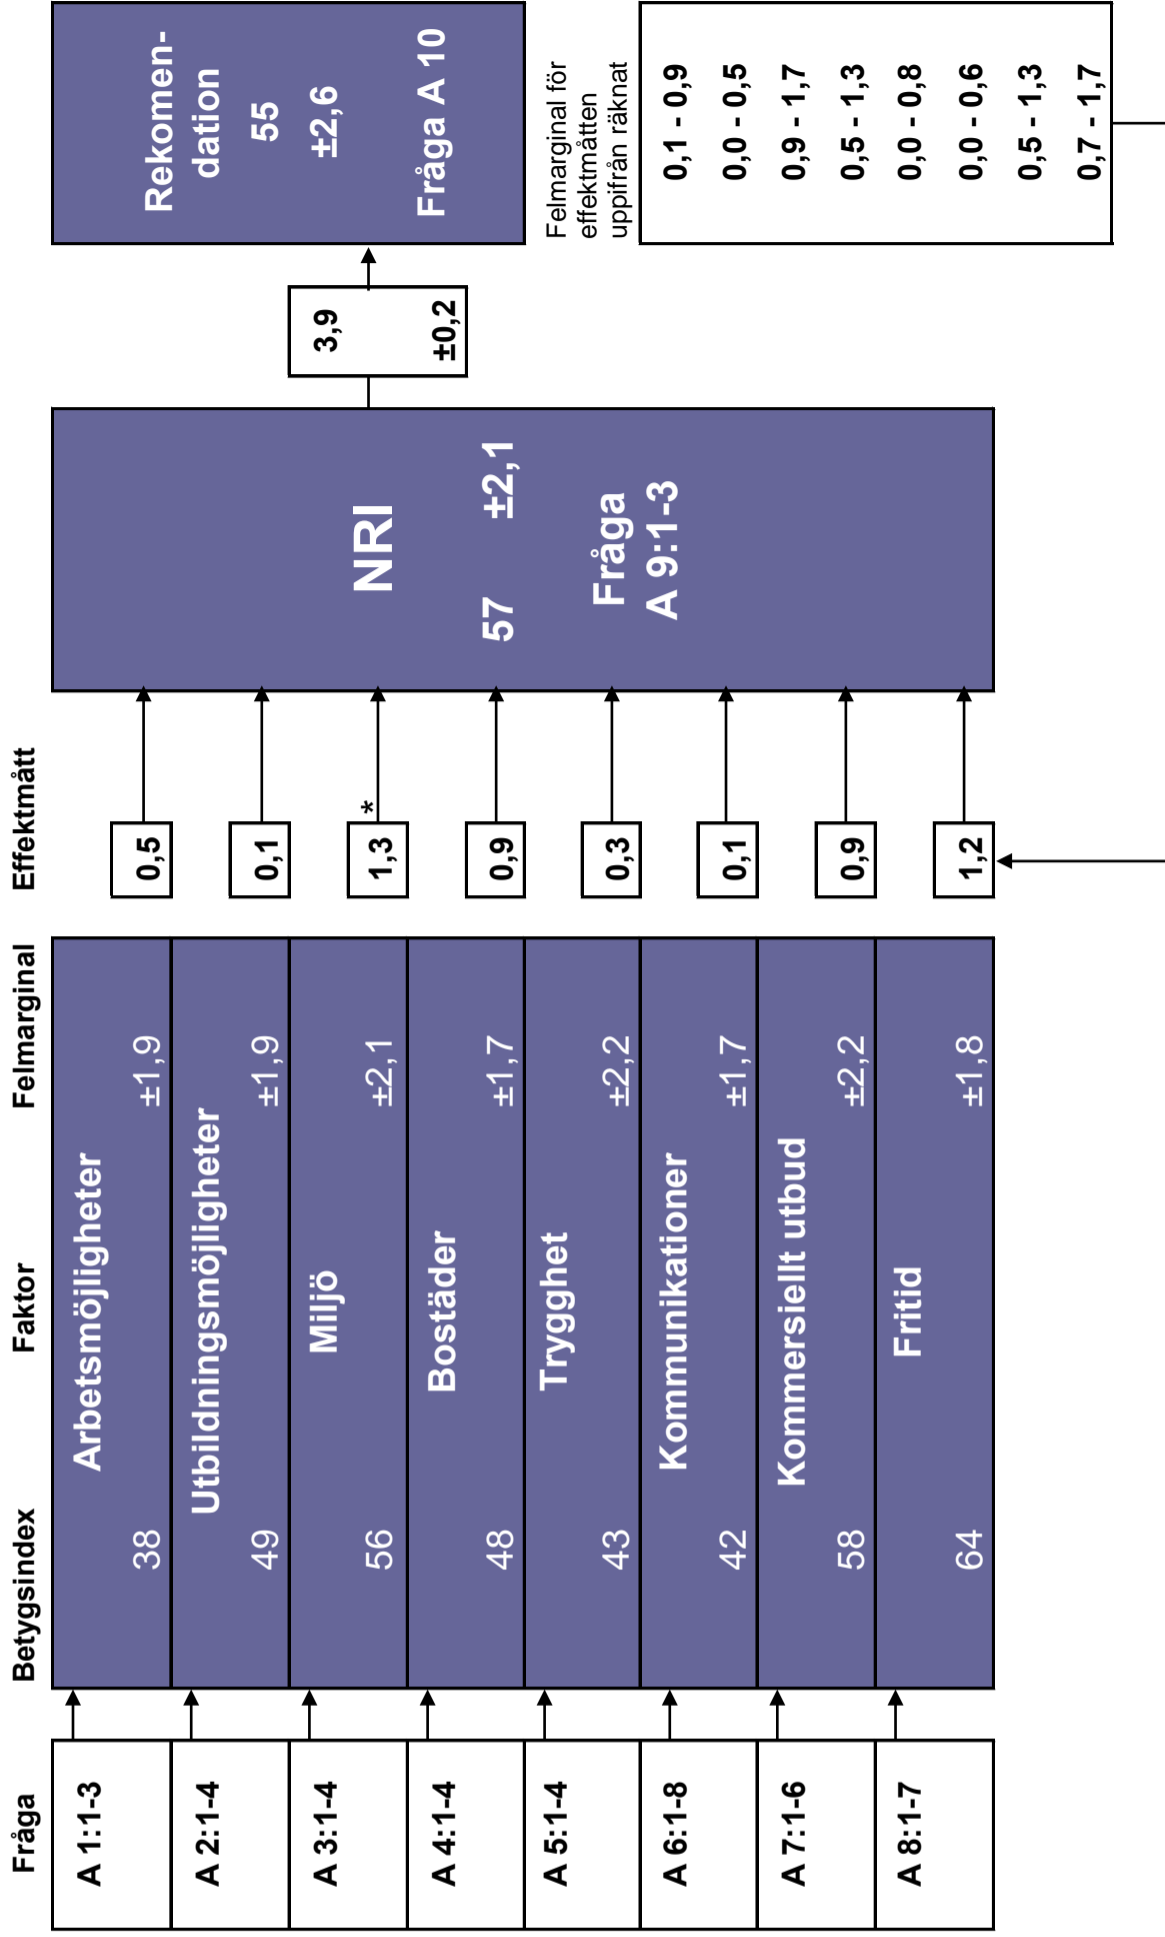 Fråga
Betygsindex
Faktor
Felmarginal
Effektmått
A 1:1-3
Arbetsmöjligheter
38
±1,9
0,5
A 2:1-4
Utbildningsmöjligheter
49
±1,9
0,1
A 3:1-4
Miljö
56
±2,1
1,3
*
A 4:1-4
Bostäder
48
±1,7
0,9
A 5:1-4
Trygghet
43
±2,2
0,3
A 6:1-8
Kommunikationer
42
±1,7
0,1
A 7:1-6
Kommersiellt utbud
58
±2,2
0,9
A 8:1-7
Fritid
64
±1,8
1,2
NRI
57 ±2,1
Fråga
A 9:1-3
3,9
±0,2
Rekomen-
dation
55
±2,6
Fråga A 10
Felmarginal för
effektmåtten
uppifrån räknat
0,1 - 0,9
0,0 - 0,5
0,9 - 1,7
0,5 - 1,3
0,0 - 0,8
0,0 - 0,6
0,5 - 1,3
0,7 - 1,7